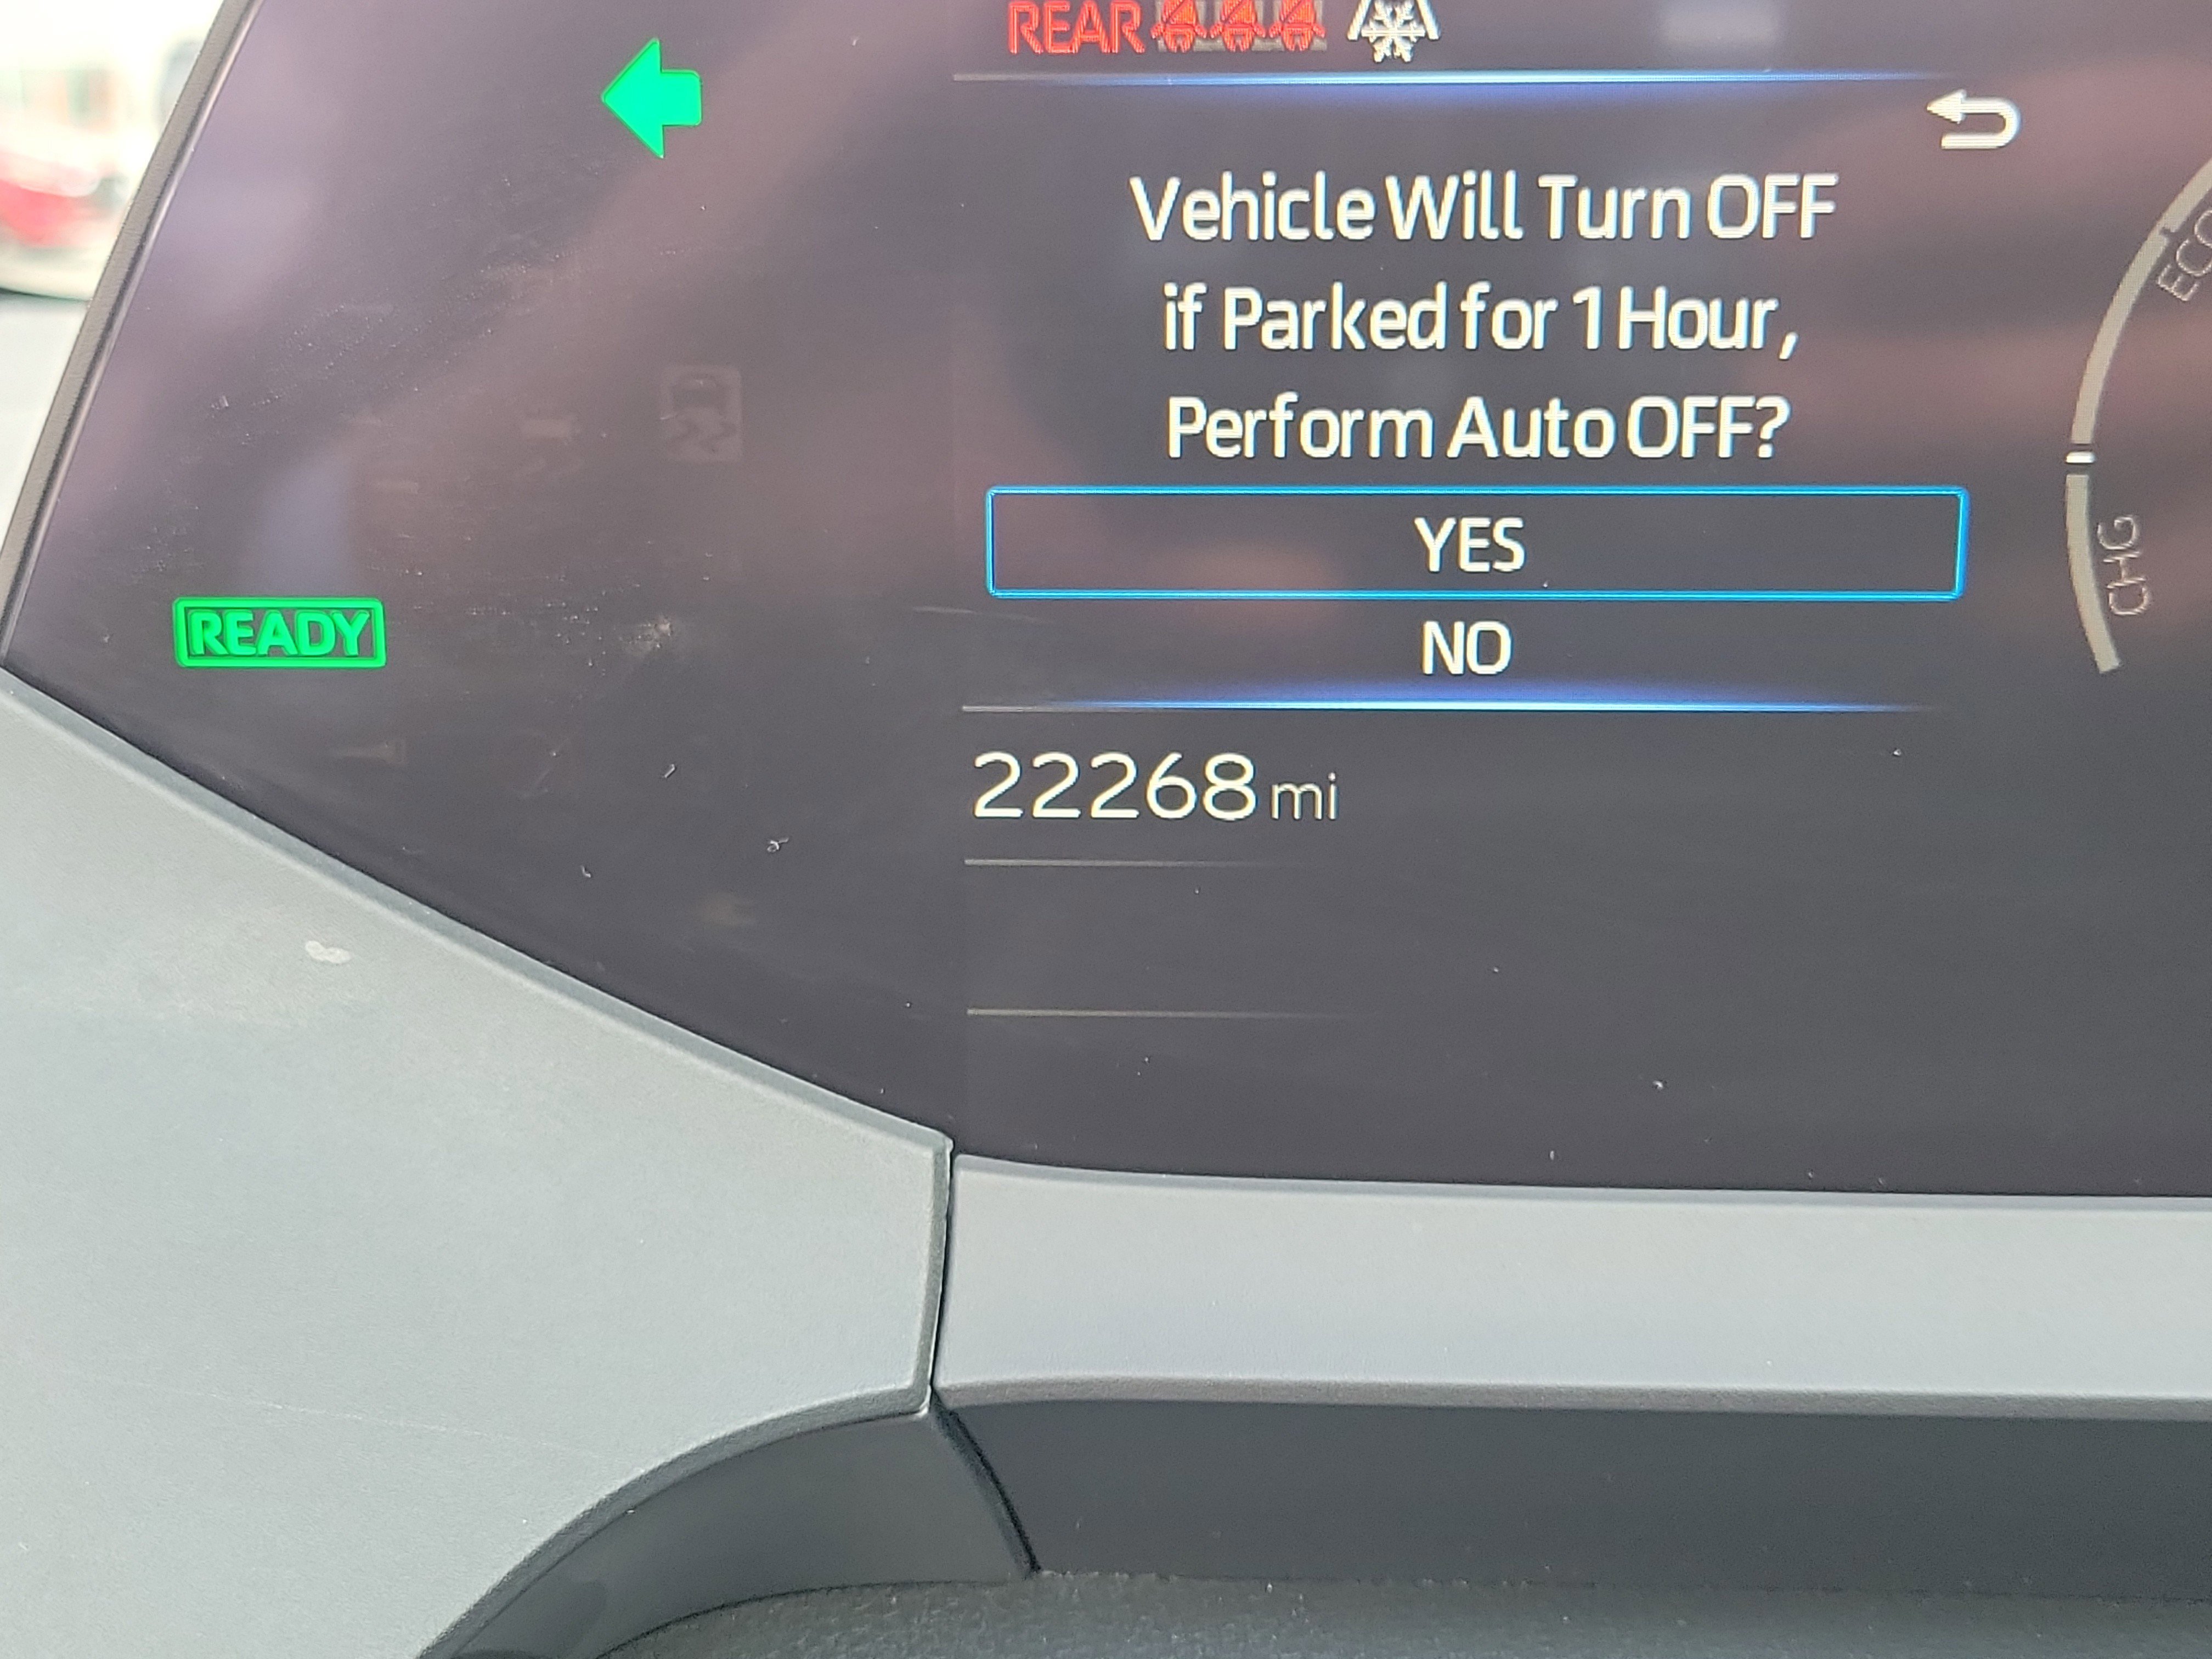 REAR
Vehicle Will Turn OFF
if Parked for 1 Hour,
Perform Auto OFF?
YES
NO
READY
22268 mi
ECO
CHG